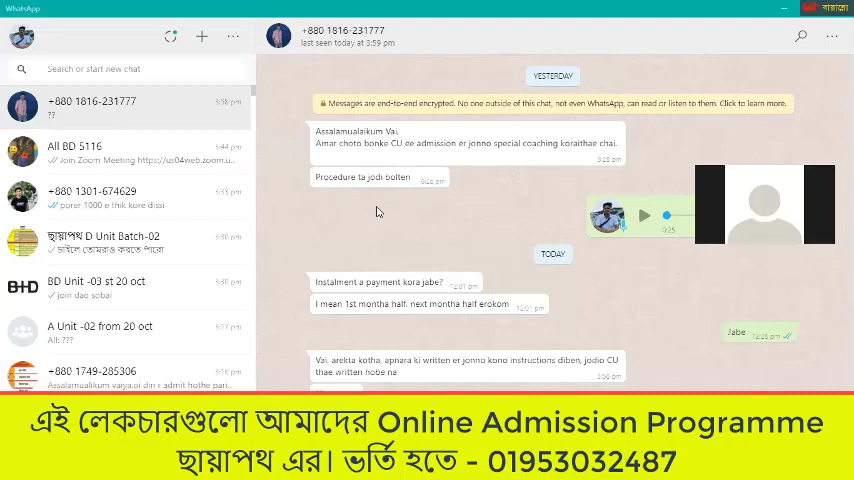 WhatsApp
বায়ান্নো
+880 1816-231777
last seen today at 3:59 pm
Search or start new chat
+880 1816-231777
3:58 pm
??
All BD 5116
3:44 pm
Join Zoom Meeting https://us04web.zoom.u...
+880 1301-674629
3:33 pm
porer 1000 e thik kore dissi
ছায়াপথ D Unit Batch-02
3:30 pm
চাইলে তোমরাও করতে পারো
BD Unit -03 st 20 oct
3:30 pm
join dao sobai
A Unit -02 from 20 oct
3:17 pm
All: ???
+880 1749-285306
3:16 pm
Assalamualikum vaiya.oi din r admit hothe pari...
YESTERDAY
Messages are end-to-end encrypted. No one outside of this chat, not even WhatsApp, can read or listen to them. Click to learn more.
Assalamualaikum Vai,
Amar choto bonke CU ee admission er jonno special coaching koraithae chai.
9:28 pm
Procedure ta jodi bolten
9:28 pm
0:25
TODAY
Instalment a payment kora jabe?
12:01 pm
I mean 1st montha half, next month half erokom
12:01 pm
Jabe
12:26 pm
Vai, arekta kotha, apnara ki written er jonno kono instructions diben, jodio CU
thae written hobe na
3:58 pm
এই লেকচারগুলো আমাদের Online Admission Programme
ছায়াপথ এর। ভর্তি হতে - 01953032487